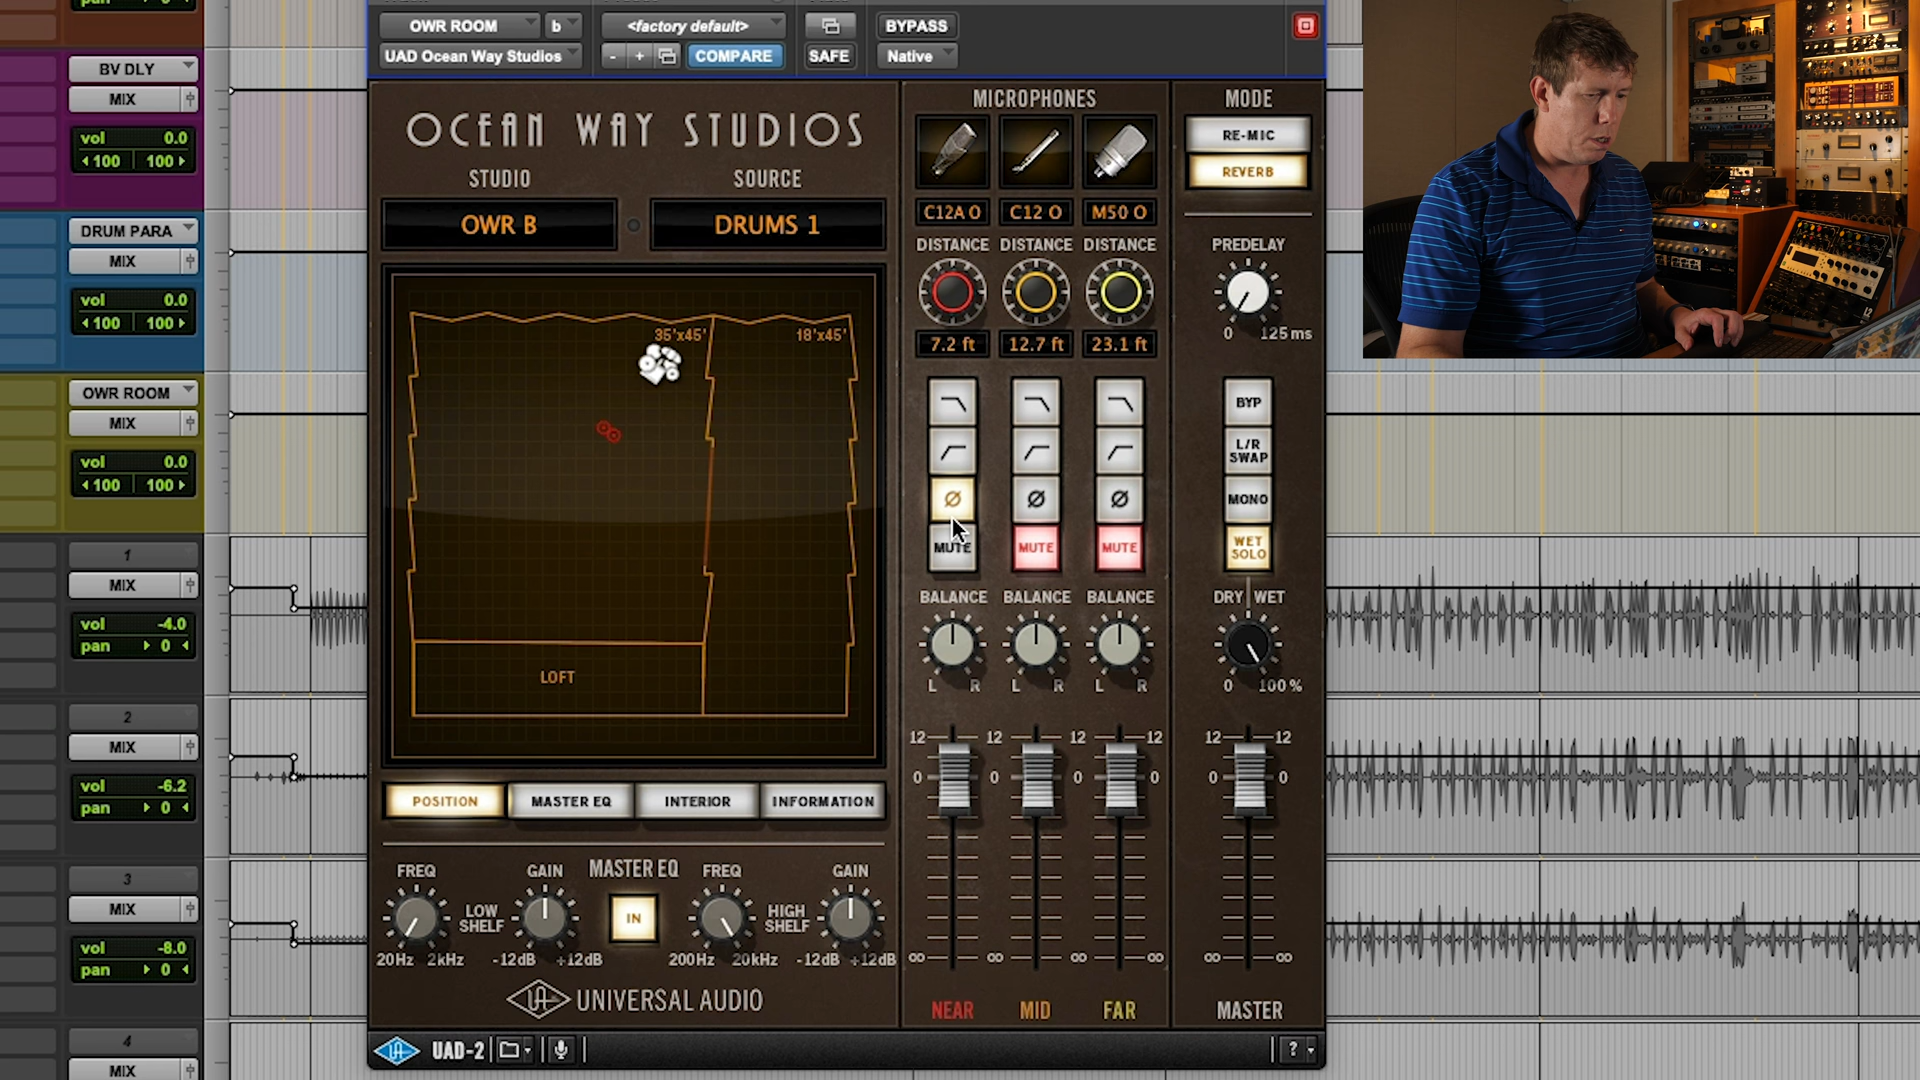 OWR ROOM
b
<factory default>
BYPASS
UAD Ocean Way Studios
- +
COMPARE
SAFE
Native
BV DLY
MIX
vol 0.0
100 100
DRUM PARA
MIX
vol 0.0
100 100
OWR ROOM
MIX
vol 0.0
100 100
1
MIX
vol -4.0
pan 0
2
MIX
vol -6.2
pan 0
3
MIX
vol -8.0
pan 0
4
MIX
OCEAN WAY STUDIOS
STUDIO
SOURCE
OWR B
DRUMS 1
35'x45'
18'x45'
LOFT
POSITION
MASTER EQ
INTERIOR
INFORMATION
FREQ
GAIN
MASTER EQ
FREQ
GAIN
LOW
SHELF
IN
HIGH
SHELF
20Hz 2kHz
-12dB +12dB
200Hz 20kHz
-12dB +12dB
UNIVERSAL AUDIO
MICROPHONES
C12A O
C12 O
M50 O
DISTANCE DISTANCE DISTANCE
7.2 ft
12.7 ft
23.1 ft
Ø Ø Ø
MUTE MUTE MUTE
BALANCE BALANCE BALANCE
L R L R L R
12 12 12 12
0 0 0 0
∞ ∞ ∞ ∞
NEAR
MID
FAR
MODE
RE-MIC
REVERB
PREDELAY
0 125 ms
BYP
L/R
SWAP
MONO
WET
SOLO
DRY WET
0 100 %
12 12
0 0
∞ ∞
MASTER
UAD-2
?